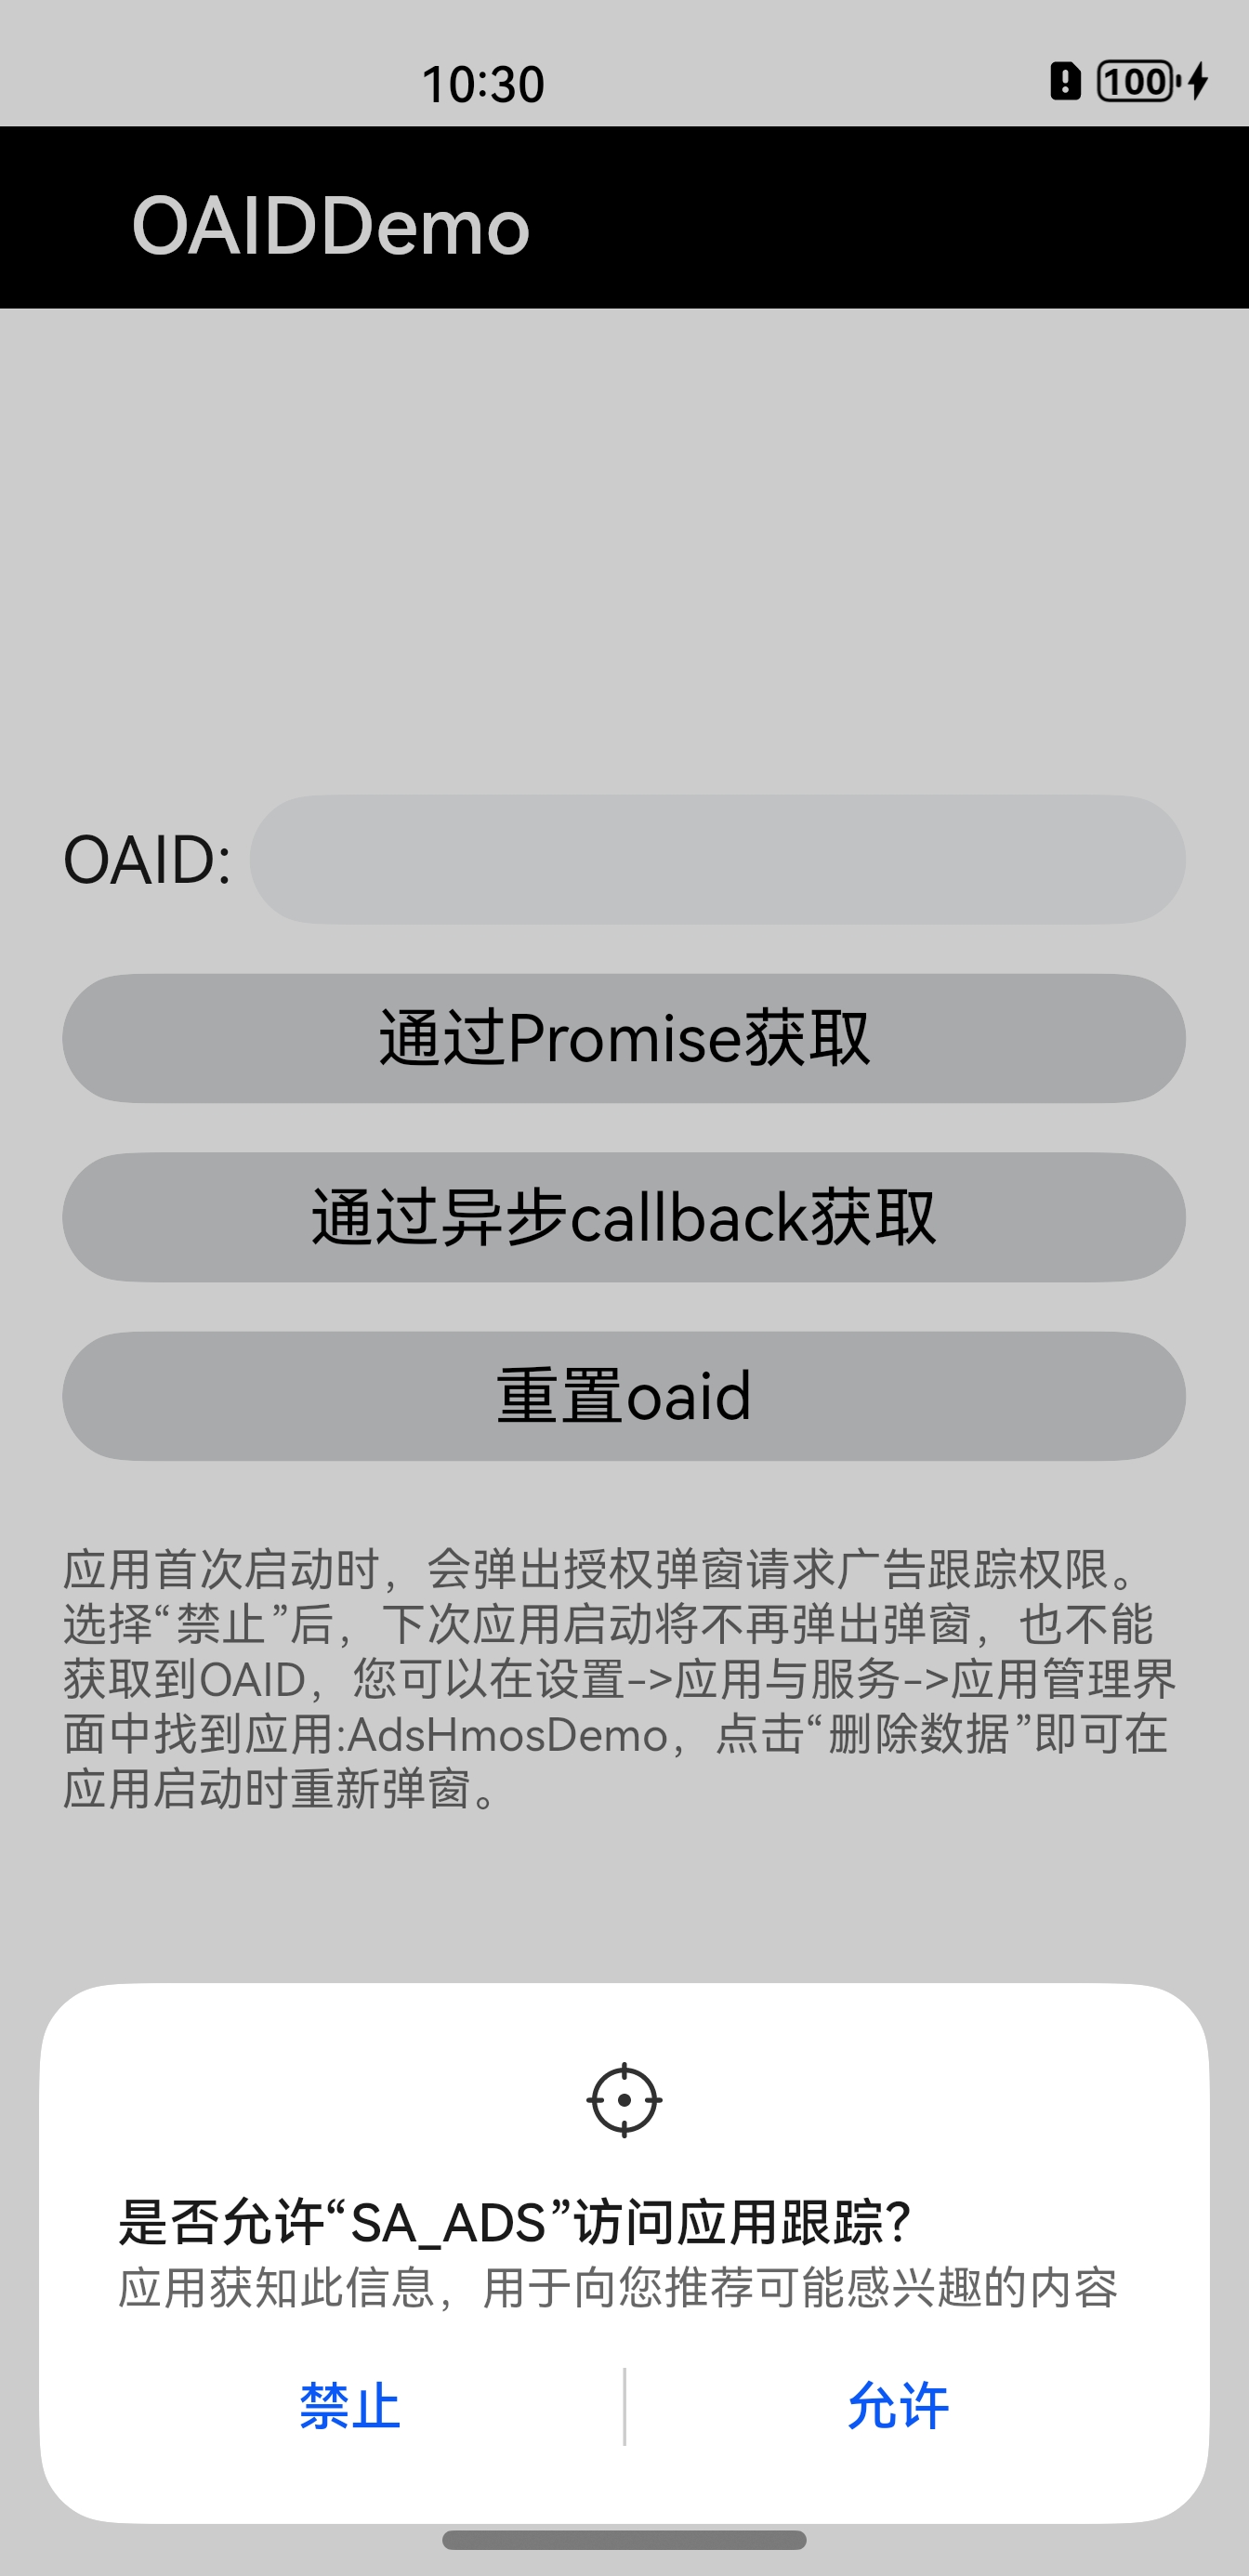 10:30
100
OAIDDemo
OAID:
通过Promise获取
通过异步callback获取
重置oaid
应用首次启动时，会弹出授权弹窗请求广告跟踪权限。
选择“禁止”后，下次应用启动将不再弹出弹窗，也不能
获取到OAID，您可以在设置->应用与服务->应用管理界
面中找到应用:AdsHmosDemo，点击“删除数据”即可在
应用启动时重新弹窗。
是否允许“SA_ADS”访问应用跟踪？
应用获知此信息，用于向您推荐可能感兴趣的内容
禁止
允许